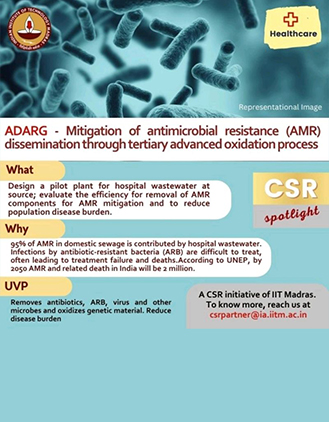 INDIAN INSTITUTE OF TECHNOLOGY MADRAS
Healthcare
Representational Image
ADARG - Mitigation of antimicrobial resistance (AMR)
dissemination through tertiary advanced oxidation process
What
Design a pilot plant for hospital wastewater at
source; evaluate the efficiency for removal of AMR
components for AMR mitigation and to reduce
population disease burden.
CSR
spotlight
Why
95% of AMR in domestic sewage is contributed by hospital wastewater.
Infections by antibiotic-resistant bacteria (ARB) are difficult to treat,
often leading to treatment failure and deaths.According to UNEP, by
2050 AMR and related death in India will be 2 million.
UVP
Removes antibiotics, ARB, virus and other
microbes and oxidizes genetic material. Reduce
disease burden
A CSR initiative of IIT Madras.
To know more, reach us at
csrpartner@ia.iitm.ac.in